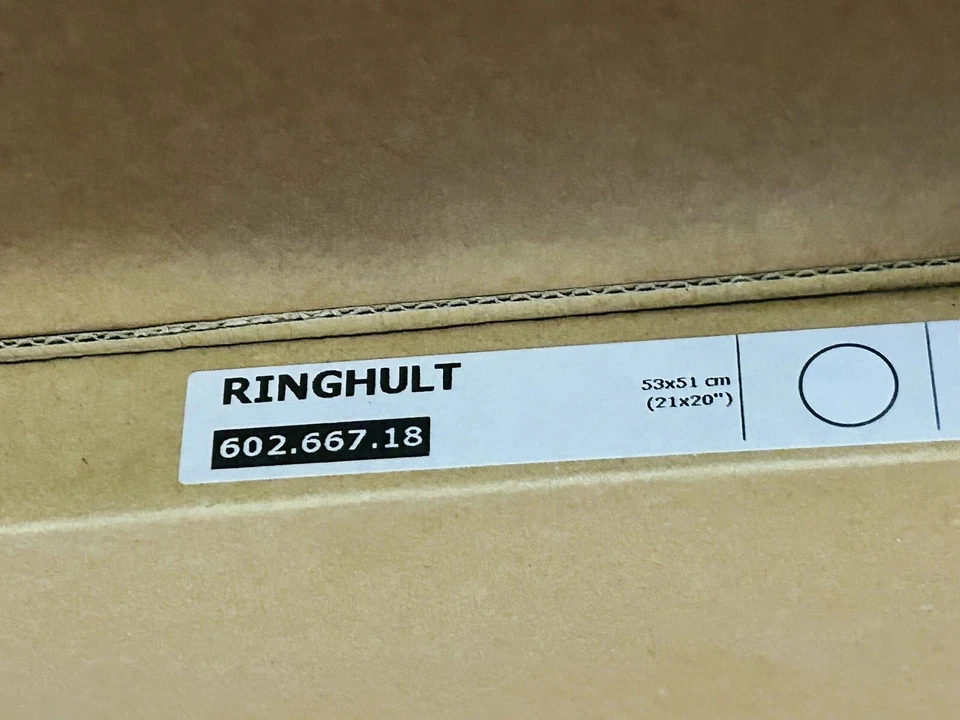 RINGHULT
602.667.18
53x51 cm
(21x20")